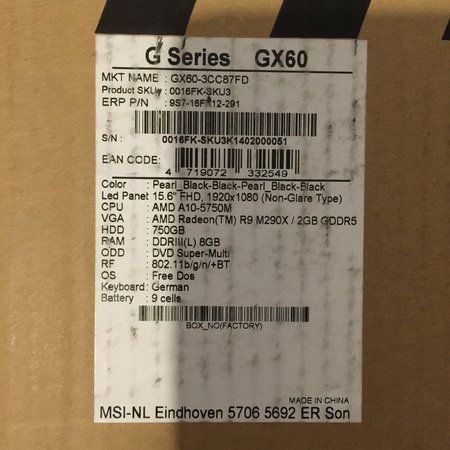 G Series GX60
MKT NAME : GX60-3CC87FD
Product SKU : 0016FK-SKU3
ERP P/N : 9S7-16FK12-291
S/N : 0016FK-SKU3K1402000051
EAN CODE:
4 719072 332549
Color : Pearl_Black-Black-Pearl_Black-Black
Led Panel : 15.6" FHD, 1920x1080 (Non-Glare Type)
CPU : AMD A10-5750M
VGA : AMD Radeon(TM) R9 M290X / 2GB GDDR5
HDD : 750GB
RAM : DDRIII(L) 8GB
ODD : DVD Super-Multi
RF : 802.11b/g/n/+BT
OS : Free Dos
Keyboard : German
Battery : 9 cells
BOX_NO(FACTORY)
MADE IN CHINA
MSI-NL Eindhoven 5706 5692 ER Son